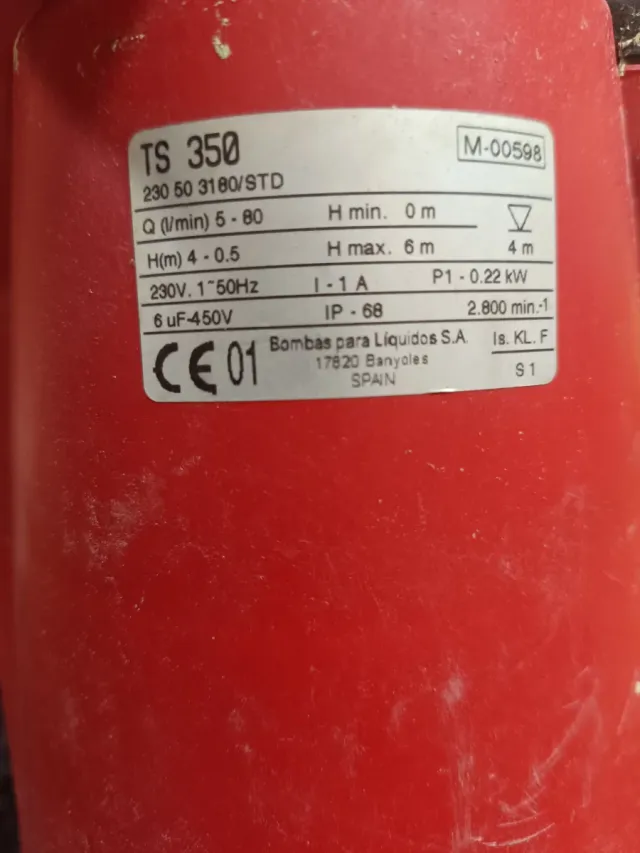 TS 350
M-00598
230 50 3180/STD
Q (l/min) 5 - 80 H min. 0 m
H(m) 4 - 0.5 H max. 6 m 4 m
230V. 1~50Hz I - 1 A P1 - 0.22 kW
6 uF-450V IP - 68 2.800 min.-1
CE 01 Bombas para Líquidos S.A. Is. KL. F
17820 Banyoles
SPAIN S 1